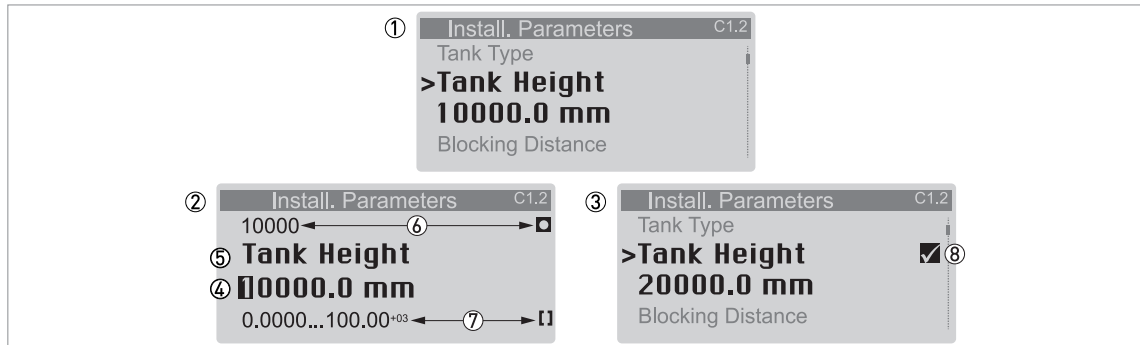 ①
Install. Parameters C1.2
Tank Type
>Tank Height
10000.0 mm
Blocking Distance
②
Install. Parameters C1.2
10000 ⑥
⑤ Tank Height
④ 10000.0 mm
0.0000...100.00⁺⁰³ ⑦ []
③
Install. Parameters C1.2
Tank Type
>Tank Height ⑧
20000.0 mm
Blocking Distance